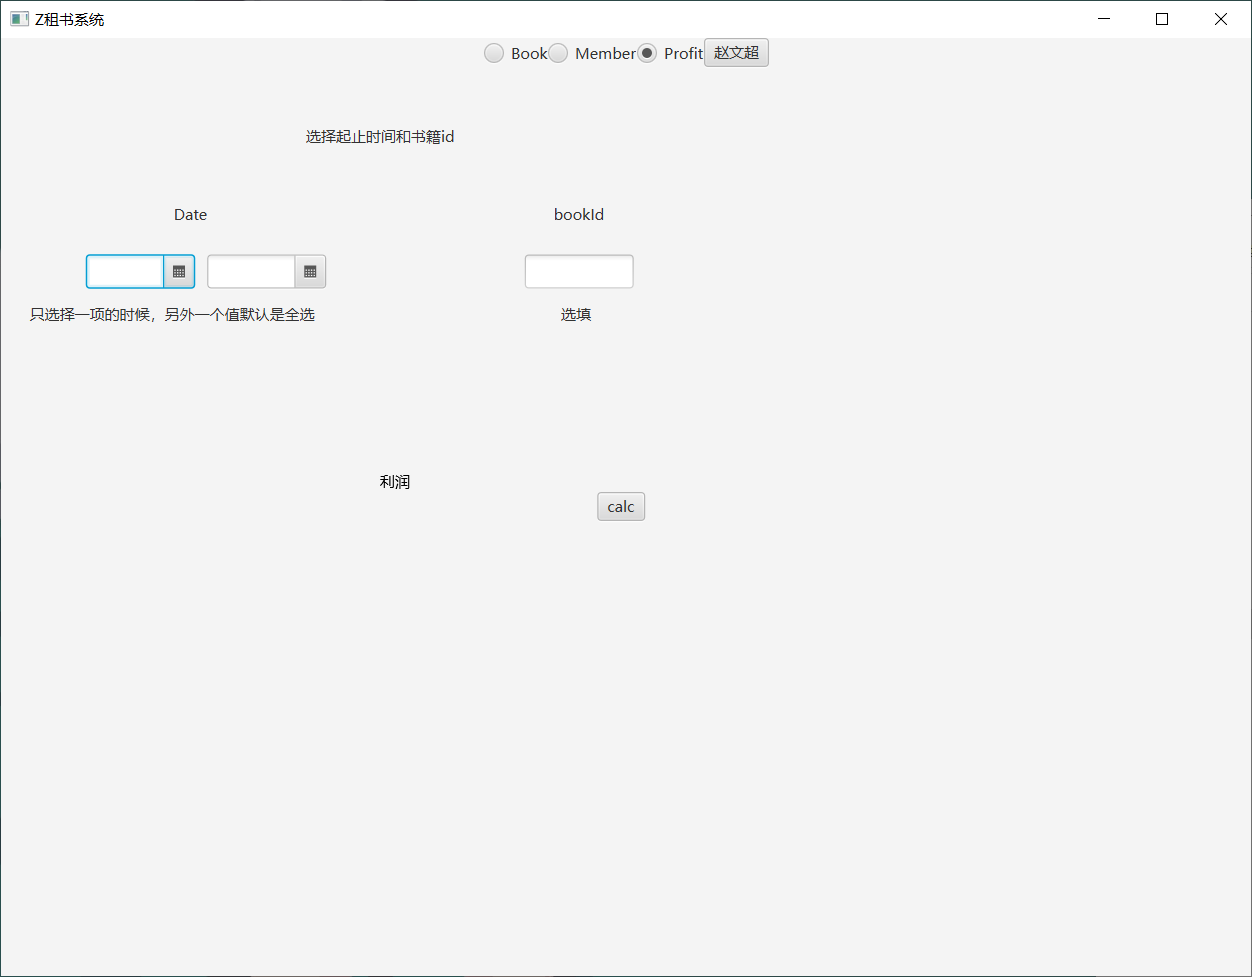 Z租书系统
Book Member Profit 赵文超
选择起止时间和书籍id
Date bookId
只选择一项的时候，另外一个值默认是全选 选填
利润
calc